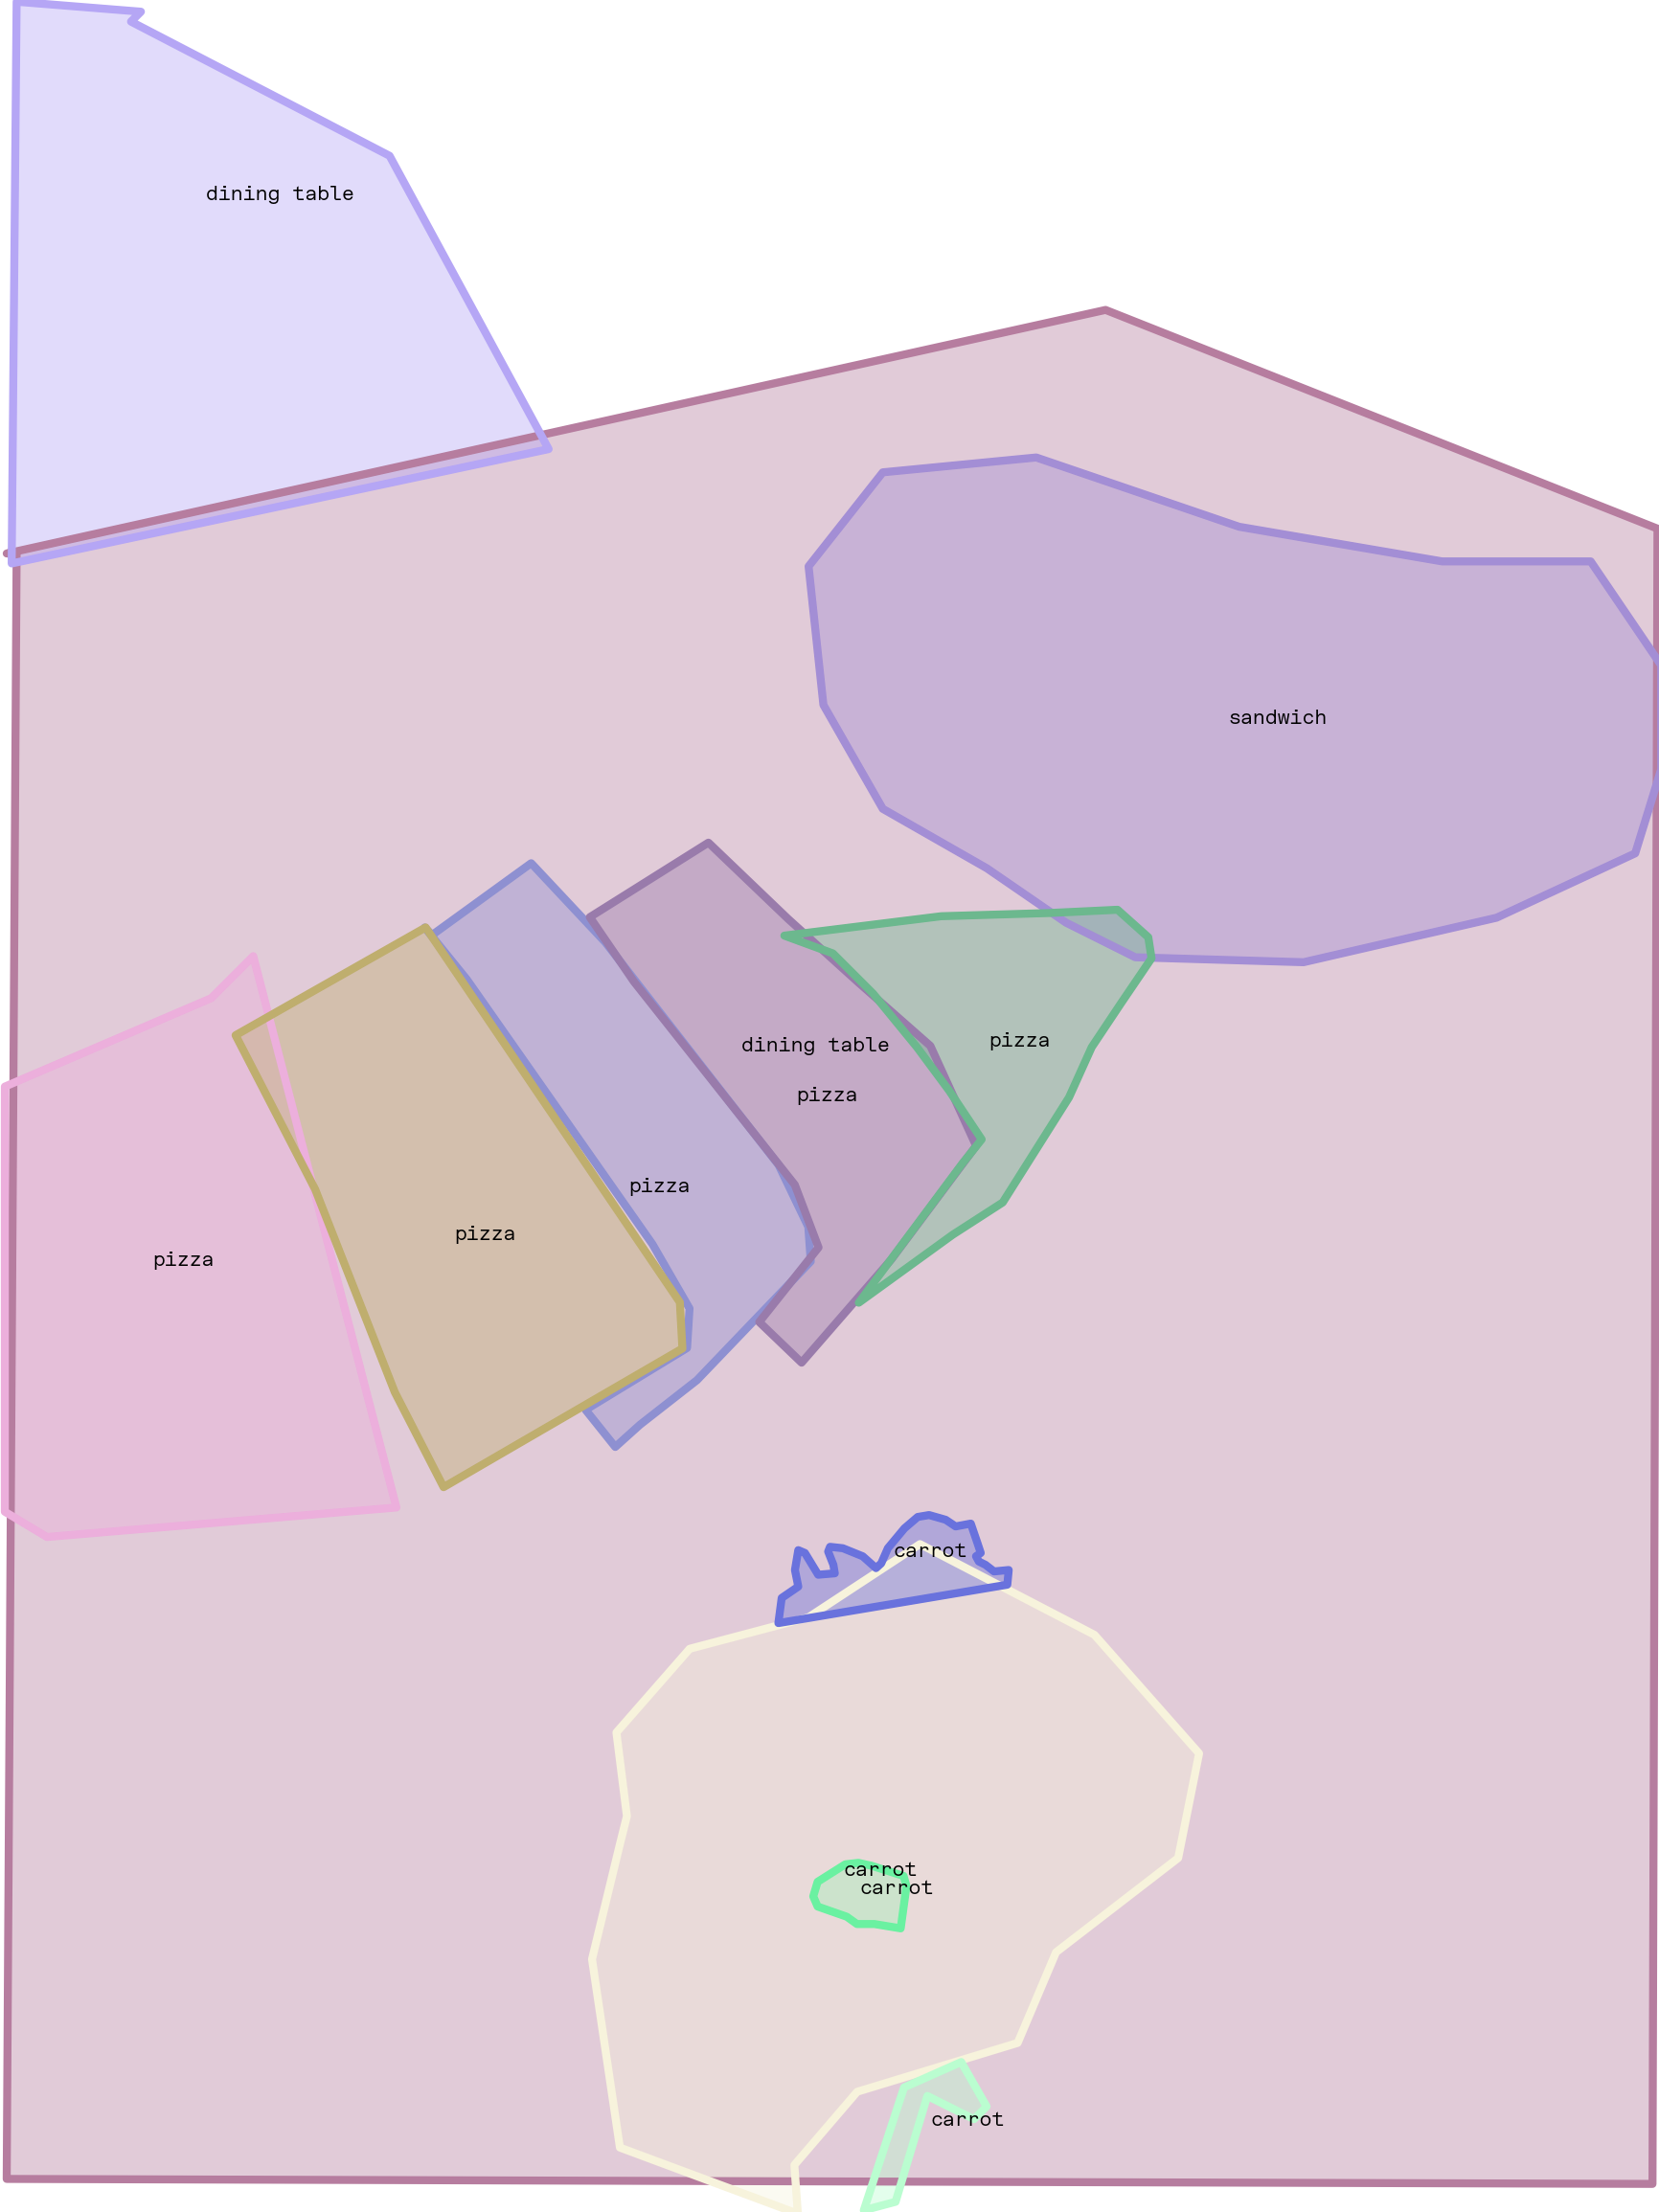 dining table
sandwich
pizza
dining table
pizza
pizza
pizza
pizza
carrot
carrot
carrot
carrot